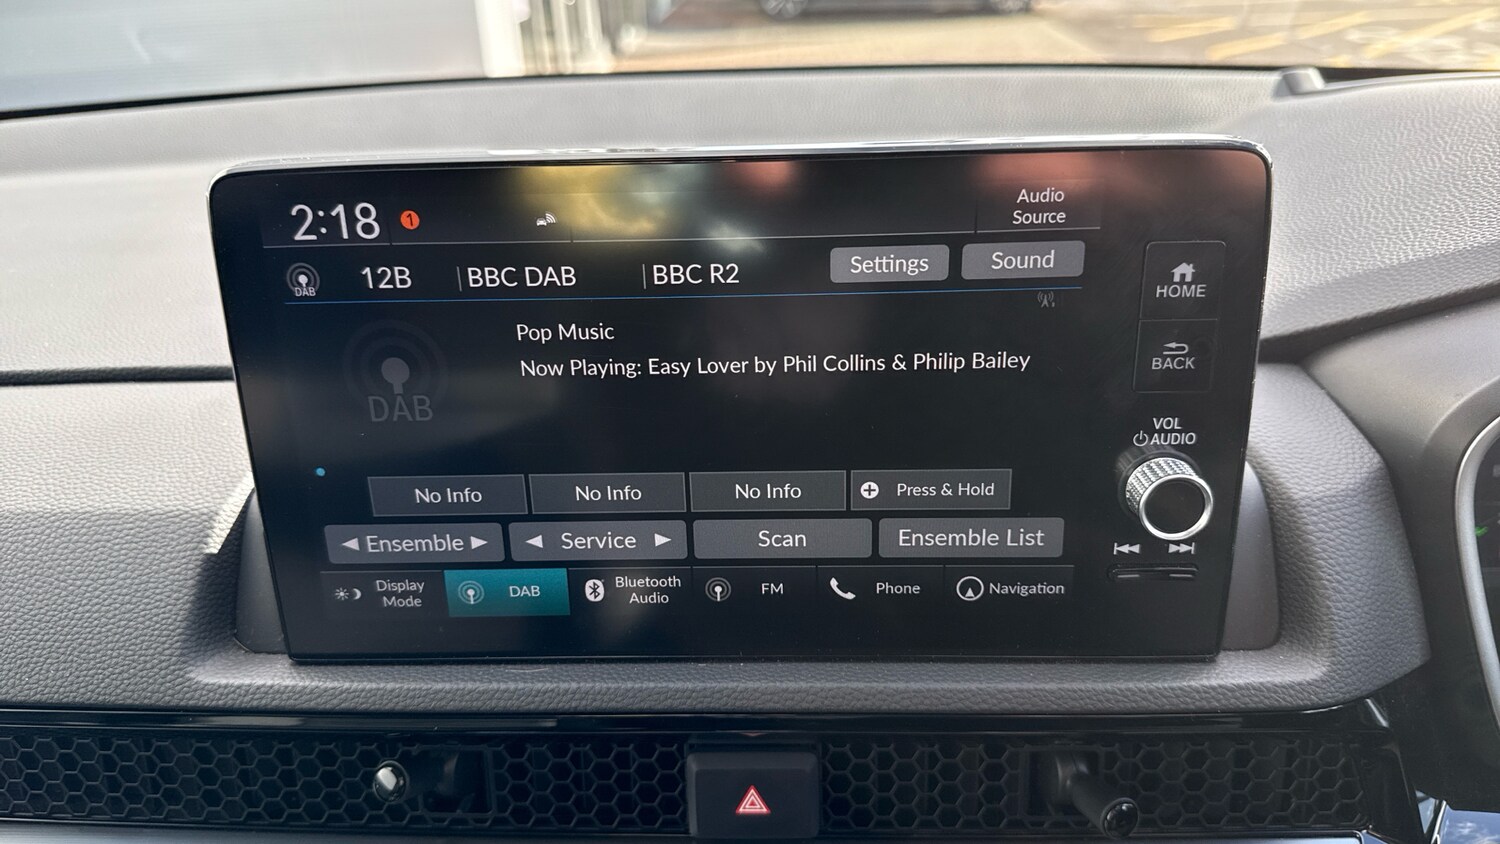 2:18 1
Audio
Source
DAB 12B BBC DAB BBC R2 Settings Sound
HOME
BACK
Pop Music
Now Playing: Easy Lover by Phil Collins & Philip Bailey
DAB
VOL
AUDIO
No Info No Info No Info Press & Hold
◄ Ensemble ► ◄ Service ► Scan Ensemble List
Display
Mode
DAB
Bluetooth
Audio
FM Phone Navigation